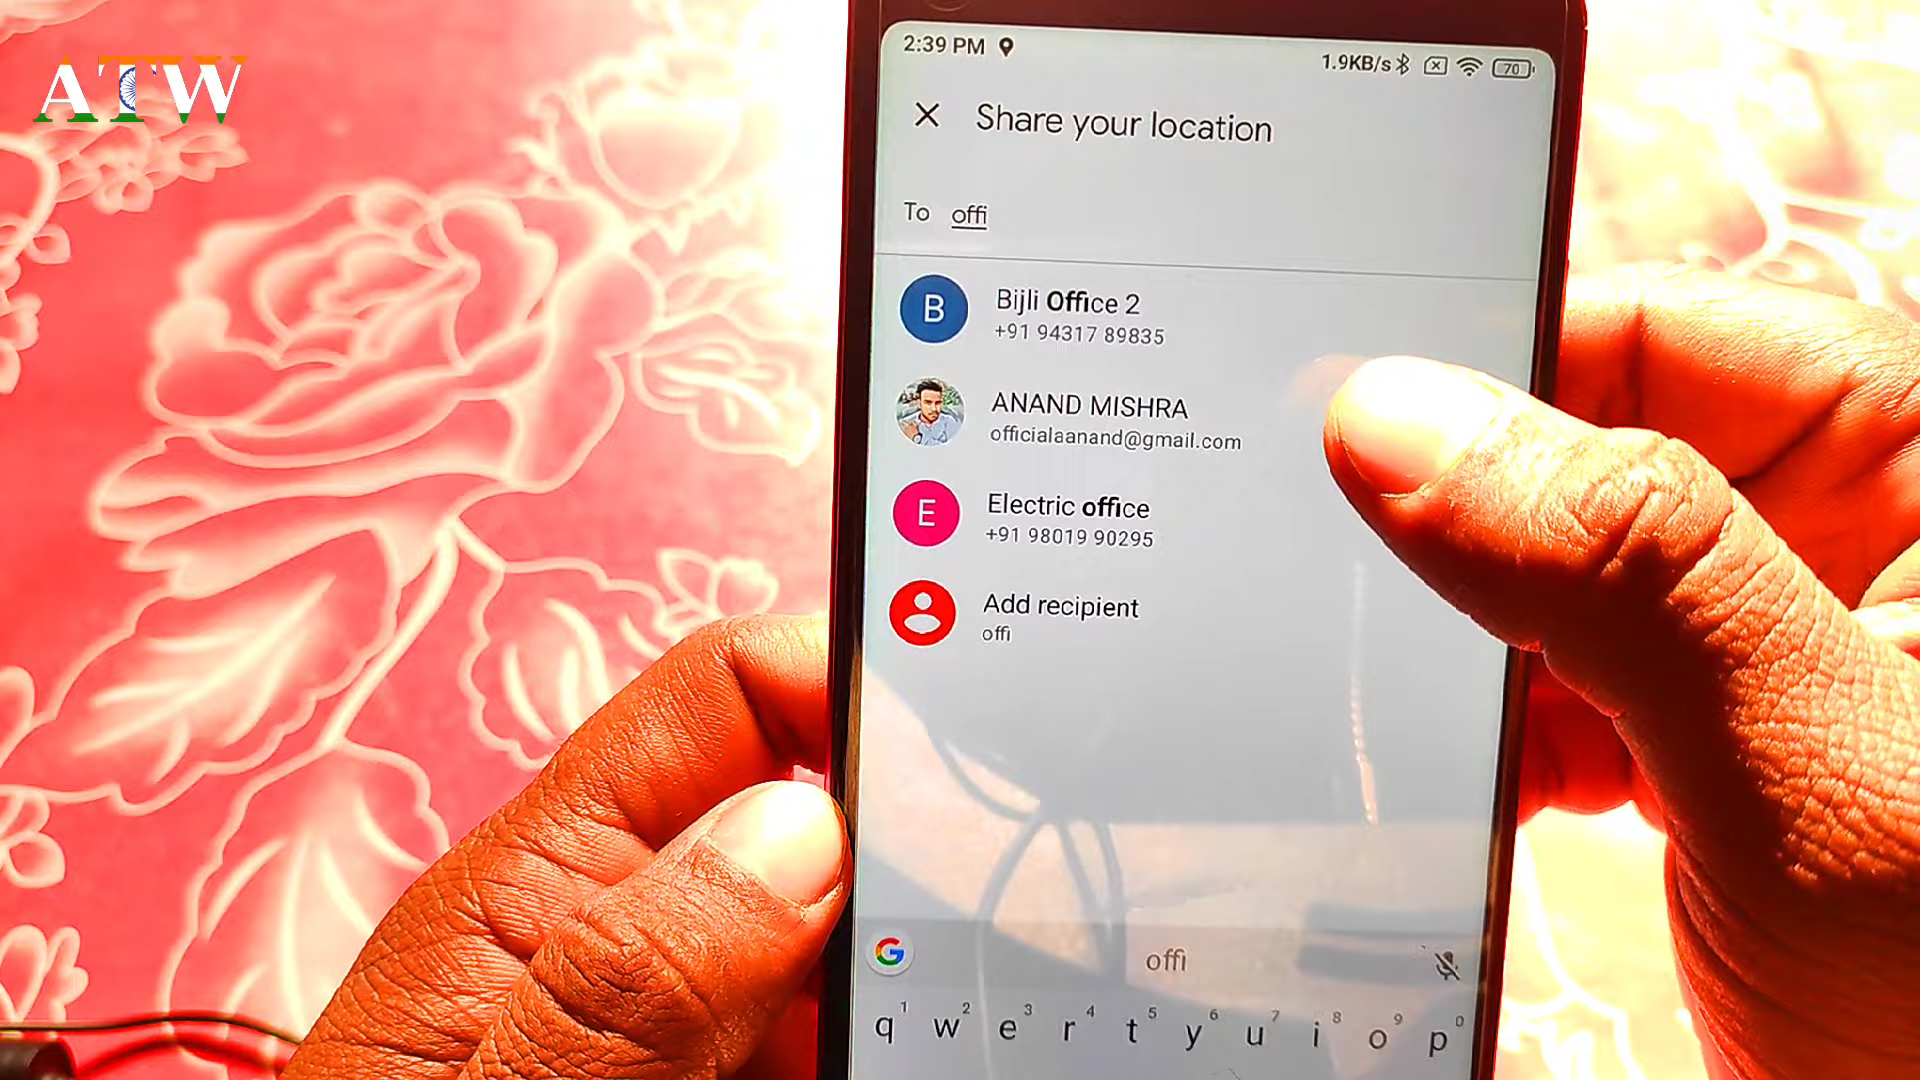 ATW
2:39 PM
1.9KB/s
70
Share your location
To offi
Bijli Office 2
+91 94317 89835
ANAND MISHRA
officialaanand@gmail.com
Electric office
+91 98019 90295
Add recipient
offi
G offi
1 2 3 4 5 6 7 8 9 0
q w e r t y u i o p